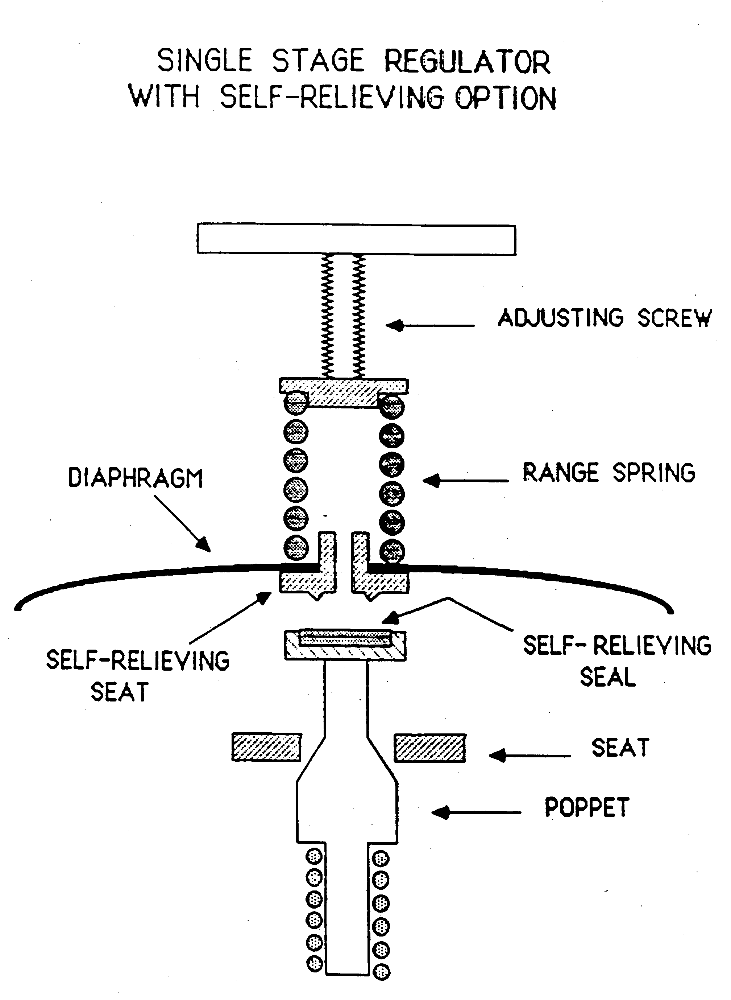 SINGLE STAGE REGULATOR
WITH SELF-RELIEVING OPTION
ADJUSTING SCREW
RANGE SPRING
DIAPHRAGM
SELF-RELIEVING
SEAT
SELF- RELIEVING
SEAL
SEAT
POPPET